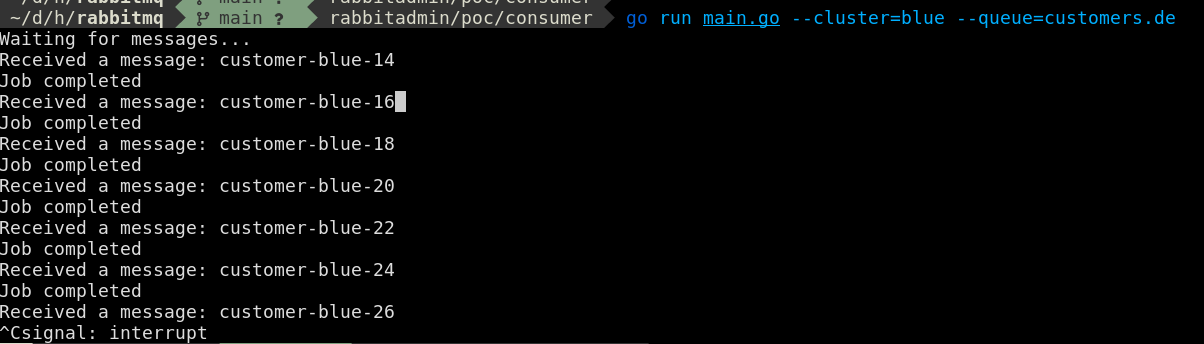 ~/d/h/rabbitmq main ? rabbitadmin/poc/consumer
~/d/h/rabbitmq main ? rabbitadmin/poc/consumer go run main.go --cluster=blue --queue=customers.de
Waiting for messages...
Received a message: customer-blue-14
Job completed
Received a message: customer-blue-16
Job completed
Received a message: customer-blue-18
Job completed
Received a message: customer-blue-20
Job completed
Received a message: customer-blue-22
Job completed
Received a message: customer-blue-24
Job completed
Received a message: customer-blue-26
^Csignal: interrupt